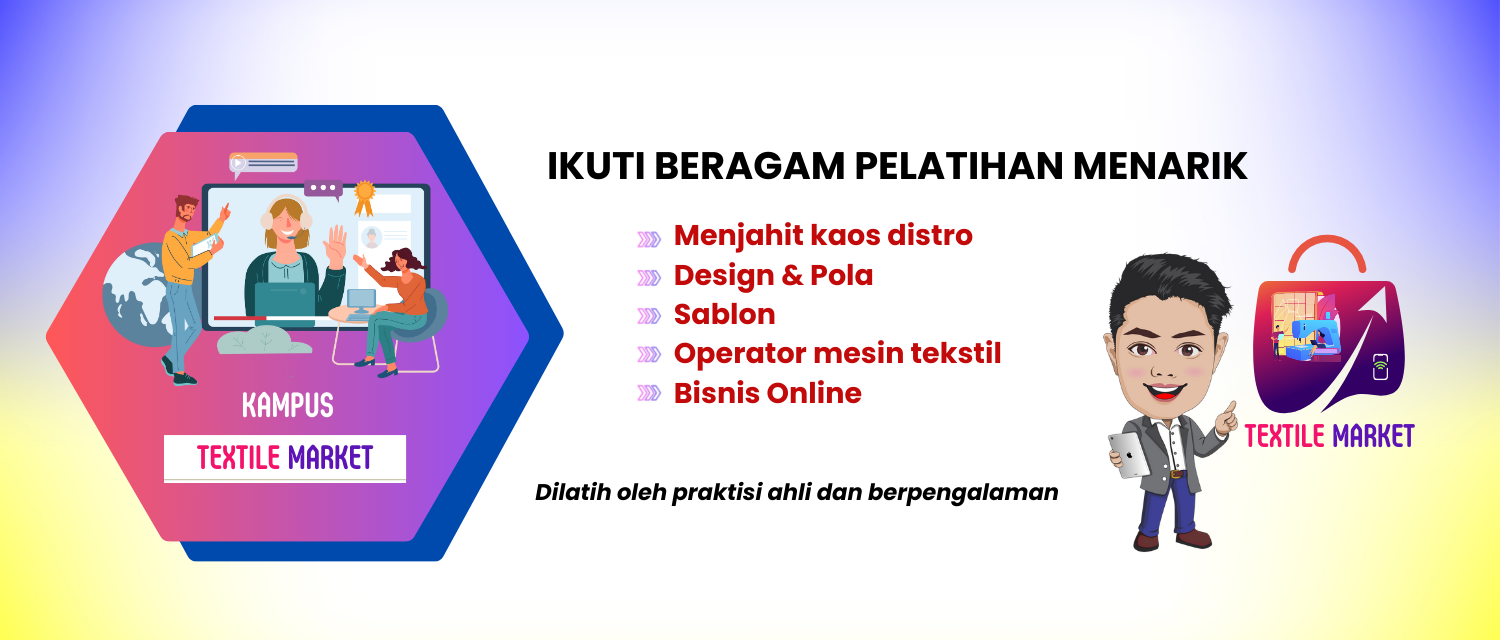 IKUTI BERAGAM PELATIHAN MENARIK
Menjahit kaos distro
Design & Pola
Sablon
Operator mesin tekstil
Bisnis Online
Dilatih oleh praktisi ahli dan berpengalaman
KAMPUS
TEXTILE MARKET
TEXTILE MARKET